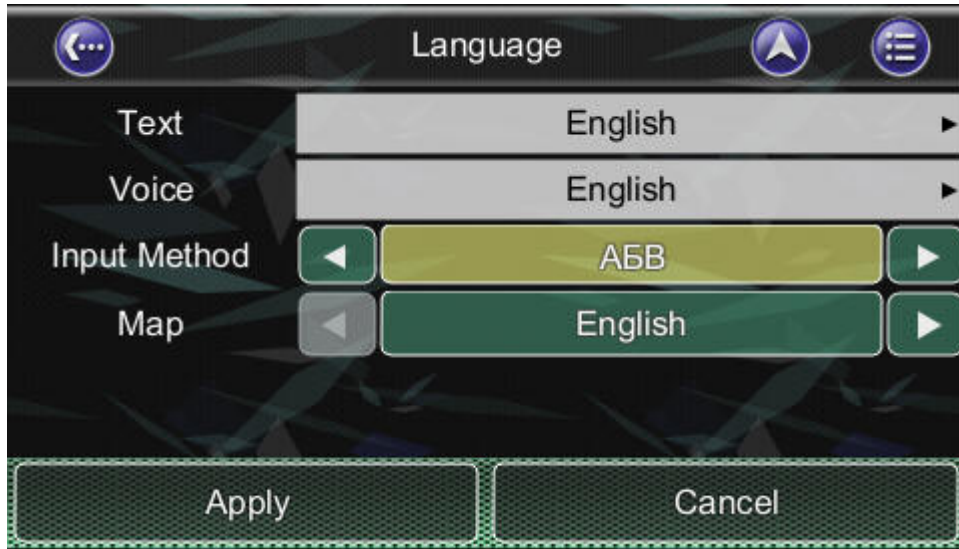 Language
Text English
Voice English
Input Method АБВ
Map English
Apply Cancel